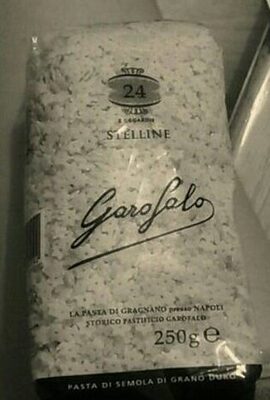 24
STELLINE
Garofalo
LA PASTA DI GRAGNANO presso NAPOLI
STORICO PASTIFICIO GAROFALO
250g e
PASTA DI SEMOLA DI GRANO DURO